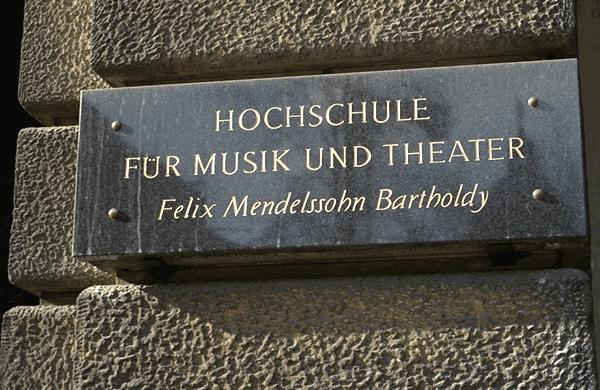 HOCHSCHULE
FÜR MUSIK UND THEATER
Felix Mendelssohn Bartholdy